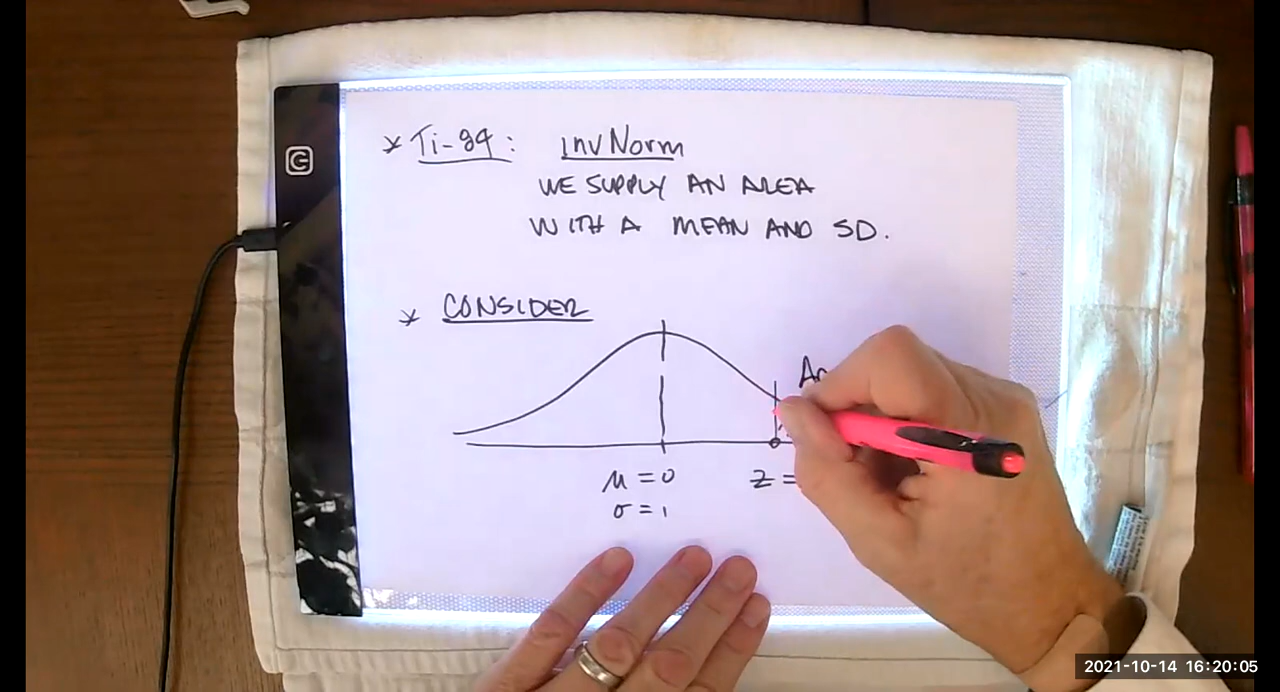 * Ti-84: invNorm
WE SUPPLY AN AREA
WITH A MEAN AND SD.
* CONSIDER
μ = 0
z =
σ = 1
2021-10-14 16:20:05